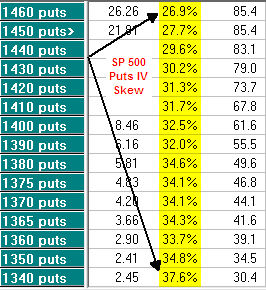 1460 puts 26.26 26.9% 85.4
1450 puts> 27.7% 85.4
1440 puts 29.6% 83.1
1430 puts 30.2% 79.0
1420 puts 31.3% 73.7
1410 puts 31.7% 67.8
SP 500
Puts IV
Skew
1400 puts 8.46 32.5% 61.6
1390 puts 6.16 32.0% 55.5
1380 puts 5.81 34.6% 49.6
1375 puts 4.83 34.1% 46.8
1370 puts 4.20 34.1% 44.1
1365 puts 3.66 34.3% 41.6
1360 puts 2.90 33.7% 39.1
1350 puts 2.41 34.8% 34.5
1340 puts 2.45 37.6% 30.4